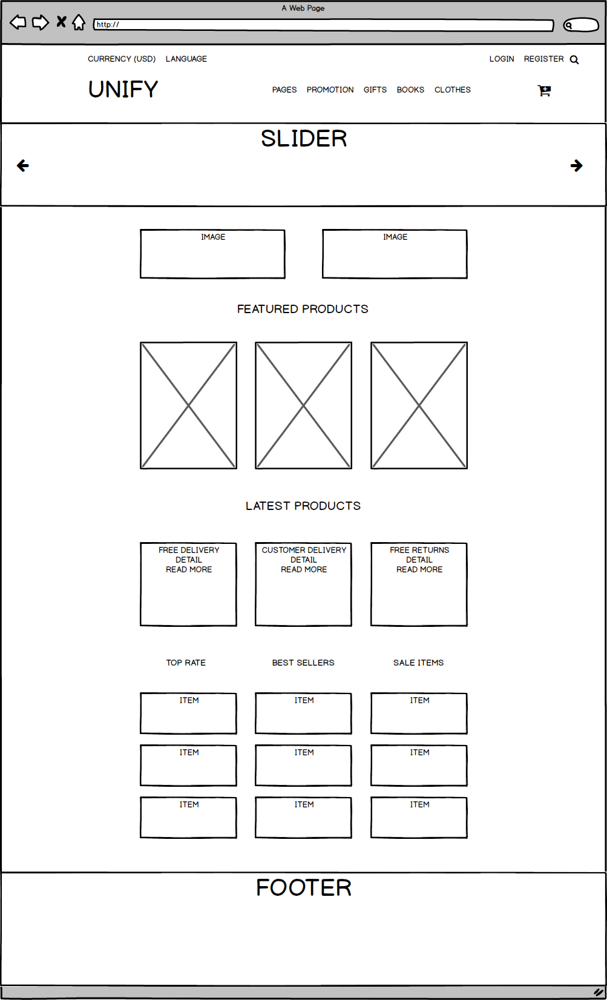 A Web Page
http://
CURRENCY (USD) LANGUAGE LOGIN REGISTER
UNIFY PAGES PROMOTION GIFTS BOOKS CLOTHES
SLIDER
IMAGE IMAGE
FEATURED PRODUCTS
LATEST PRODUCTS
FREE DELIVERY
DETAIL
READ MORE
CUSTOMER DELIVERY
DETAIL
READ MORE
FREE RETURNS
DETAIL
READ MORE
TOP RATE BEST SELLERS SALE ITEMS
ITEM ITEM ITEM
ITEM ITEM ITEM
ITEM ITEM ITEM
FOOTER